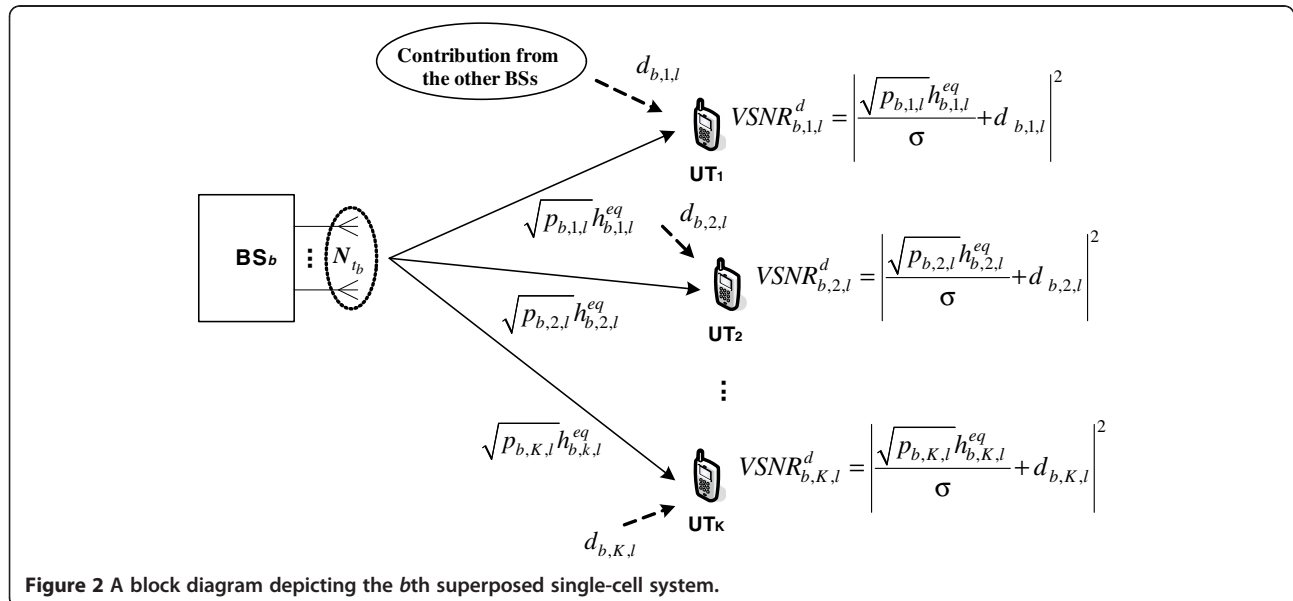 Contribution from
the other BSs
d_{b,1,l}
VSNR^d_{b,1,l} = |√p_{b,1,l} h^{eq}_{b,1,l} / σ + d_{b,1,l}|^2
UT₁
√p_{b,1,l} h^{eq}_{b,1,l}
d_{b,2,l}
BS_b
⋮ N_{t_b}
VSNR^d_{b,2,l} = |√p_{b,2,l} h^{eq}_{b,2,l} / σ + d_{b,2,l}|^2
UT₂
√p_{b,2,l} h^{eq}_{b,2,l}
⋮
√p_{b,K,l} h^{eq}_{b,k,l}
VSNR^d_{b,K,l} = |√p_{b,K,l} h^{eq}_{b,K,l} / σ + d_{b,K,l}|^2
UT_K
d_{b,K,l}
Figure 2 A block diagram depicting the bth superposed single-cell system.